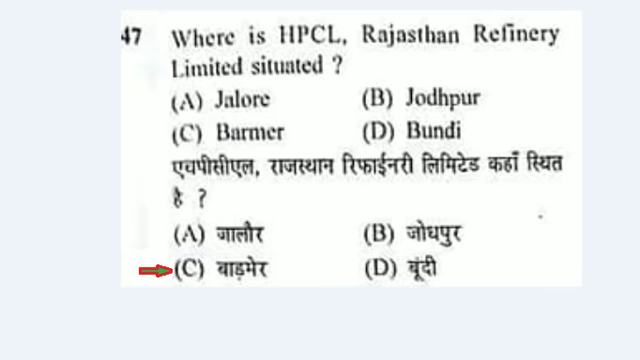 47 Where is HPCL, Rajasthan Refinery
Limited situated ?
(A) Jalore (B) Jodhpur
(C) Barmer (D) Bundi
एचपीसीएल, राजस्थान रिफाईनरी लिमिटेड कहाँ स्थित
है ?
(A) जालौर (B) जोधपुर
(C) बाड़मेर (D) बूंदी